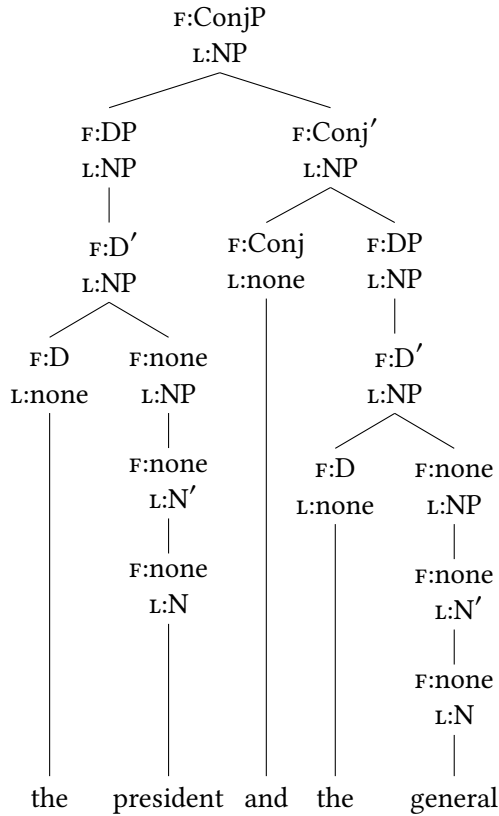 F:ConjP
L:NP
F:DP F:Conj′
L:NP L:NP
F:D′ F:Conj F:DP
L:NP L:none L:NP
F:D F:none F:D′
L:none L:NP L:NP
F:none F:D F:none
L:N′ L:none L:NP
F:none F:none
L:N L:N′
F:none
L:N
the president and the general